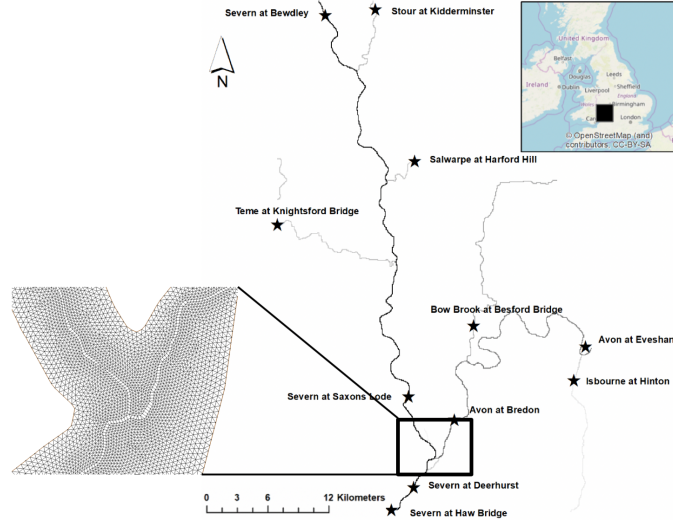 Severn at Bewdley
Stour at Kidderminster
N
United Kingdom
Belfast
Douglas
Leeds
Ireland
Dublin
Liverpool
Sheffield
England
Birmingham
London
© OpenStreetMap (and)
contributors, CC-BY-SA
Salwarpe at Harford Hill
Teme at Knightsford Bridge
Bow Brook at Besford Bridge
Avon at Evesham
Isbourne at Hinton
Severn at Saxons Lode
Avon at Bredon
Severn at Deerhurst
0 3 6 12 Kilometers
Severn at Haw Bridge